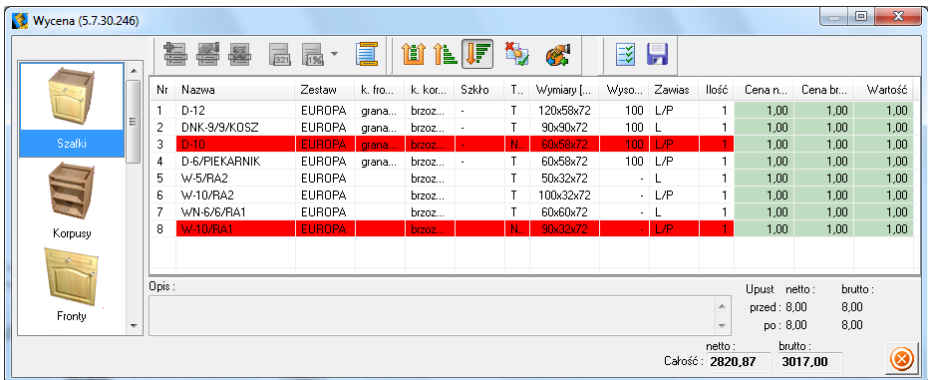 Wycena (5.7.30.246)
321 1%
Nr Nazwa Zestaw k. fro... k. kor... Szkło T.. Wymiary [... Wyso... Zawias Ilość Cena n... Cena br... Wartość
1 D-12 EUROPA grana... brzoz... - T 120x58x72 100 L/P 1 1,00 1,00 1,00
2 DNK-9/9/KOSZ EUROPA grana... brzoz... - T 90x90x72 100 L 1 1,00 1,00 1,00
3 D-10 EUROPA grana... brzoz... - N.. 60x58x72 100 L/P 1 1,00 1,00 1,00
4 D-6/PIEKARNIK EUROPA grana... brzoz... - T 60x58x72 100 L/P 1 1,00 1,00 1,00
5 W-5/RA2 EUROPA brzoz... T 50x32x72 - L 1 1,00 1,00 1,00
6 W-10/RA2 EUROPA brzoz... T 100x32x72 - L/P 1 1,00 1,00 1,00
7 WN-6/6/RA1 EUROPA brzoz... T 60x60x72 - L 1 1,00 1,00 1,00
8 W-10/RA1 EUROPA brzoz... N.. 90x32x72 - L/P 1 1,00 1,00 1,00
Szafki
Korpusy
Fronty
Opis :
Upust netto : brutto :
przed : 8,00 8,00
po : 8,00 8,00
netto : brutto :
Całość : 2820,87 3017,00